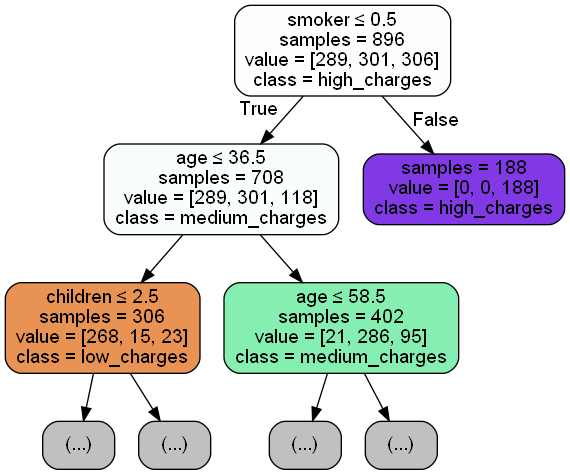 smoker ≤ 0.5
samples = 896
value = [289, 301, 306]
class = high_charges
True
False
age ≤ 36.5
samples = 708
value = [289, 301, 118]
class = medium_charges
samples = 188
value = [0, 0, 188]
class = high_charges
children ≤ 2.5
samples = 306
value = [268, 15, 23]
class = low_charges
age ≤ 58.5
samples = 402
value = [21, 286, 95]
class = medium_charges
(...)
(...)
(...)
(...)